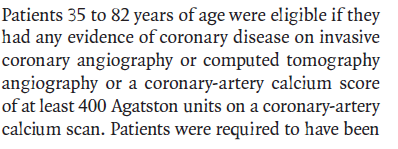 Patients 35 to 82 years of age were eligible if they
had any evidence of coronary disease on invasive
coronary angiography or computed tomography
angiography or a coronary-artery calcium score
of at least 400 Agatston units on a coronary-artery
calcium scan. Patients were required to have been